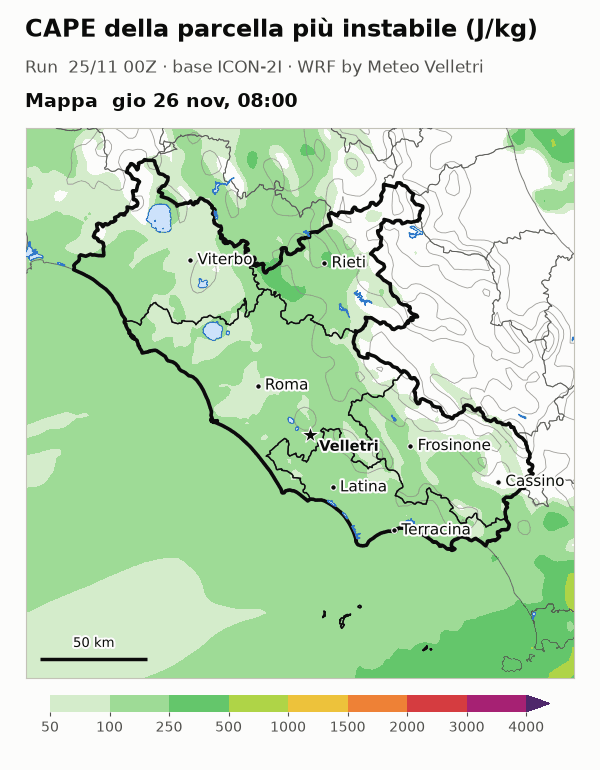 CAPE della parcella più instabile (J/kg)
Run  25/11 00Z · base ICON-2I · WRF by Meteo Velletri
Mappa  gio 26 nov, 08:00
Viterbo
Rieti
Roma
Velletri
Frosinone
Latina
Cassino
Terracina
50 km
50 100 250 500 1000 1500 2000 3000 4000